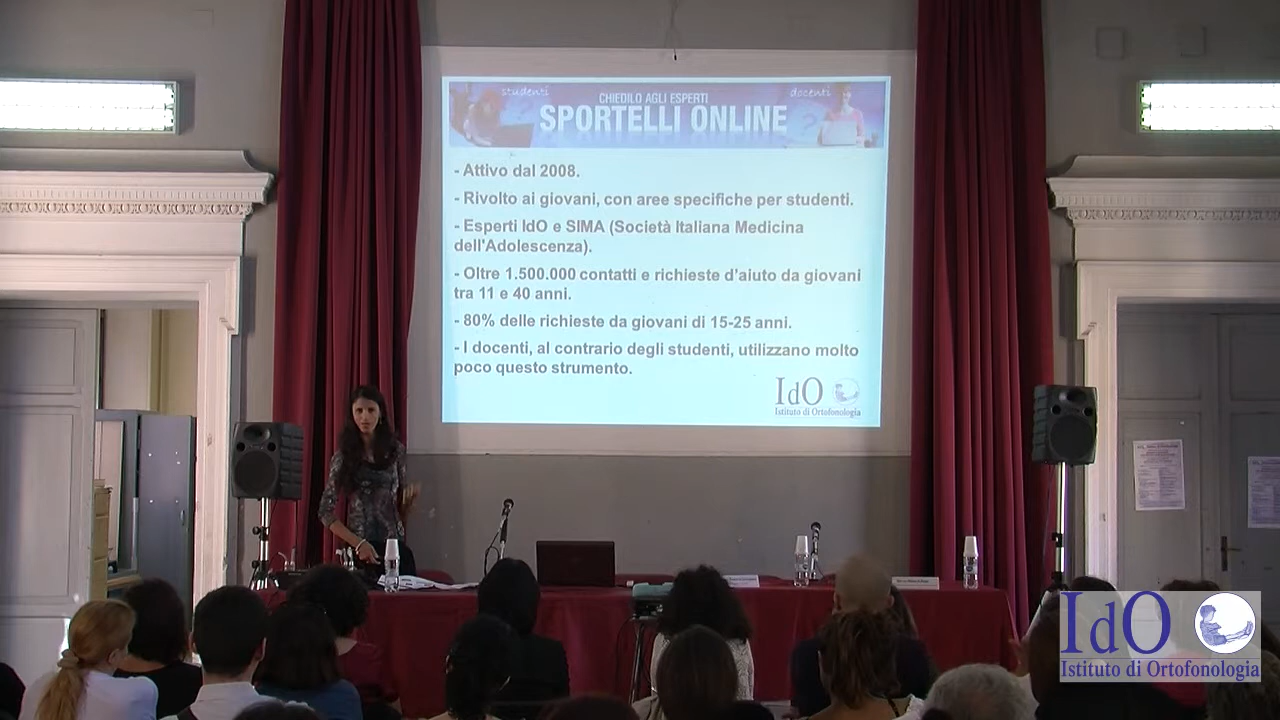 studenti
CHIEDILO AGLI ESPERTI
docenti
SPORTELLI ONLINE
- Attivo dal 2008.
- Rivolto ai giovani, con aree specifiche per studenti.
- Esperti IdO e SIMA (Società Italiana Medicina
dell'Adolescenza).
- Oltre 1.500.000 contatti e richieste d'aiuto da giovani
tra 11 e 40 anni.
- 80% delle richieste da giovani di 15-25 anni.
- I docenti, al contrario degli studenti, utilizzano molto
poco questo strumento.
IdO
Istituto di Ortofonologia
IdO
Istituto di Ortofonologia